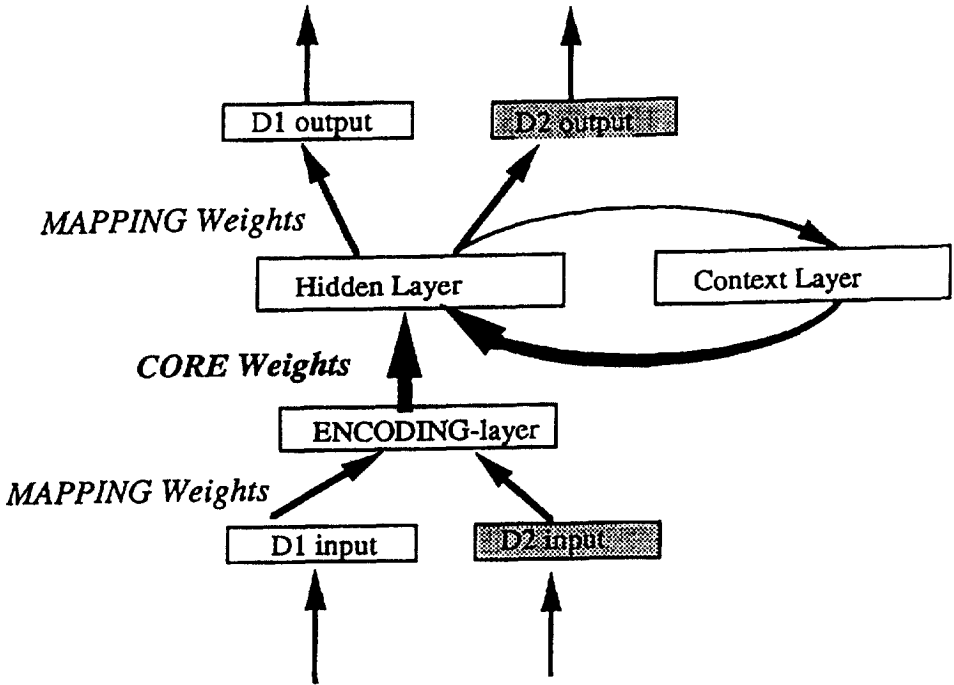 D1 output
D2 output
MAPPING Weights
Hidden Layer
Context Layer
CORE Weights
ENCODING-layer
MAPPING Weights
D1 input
D2 input